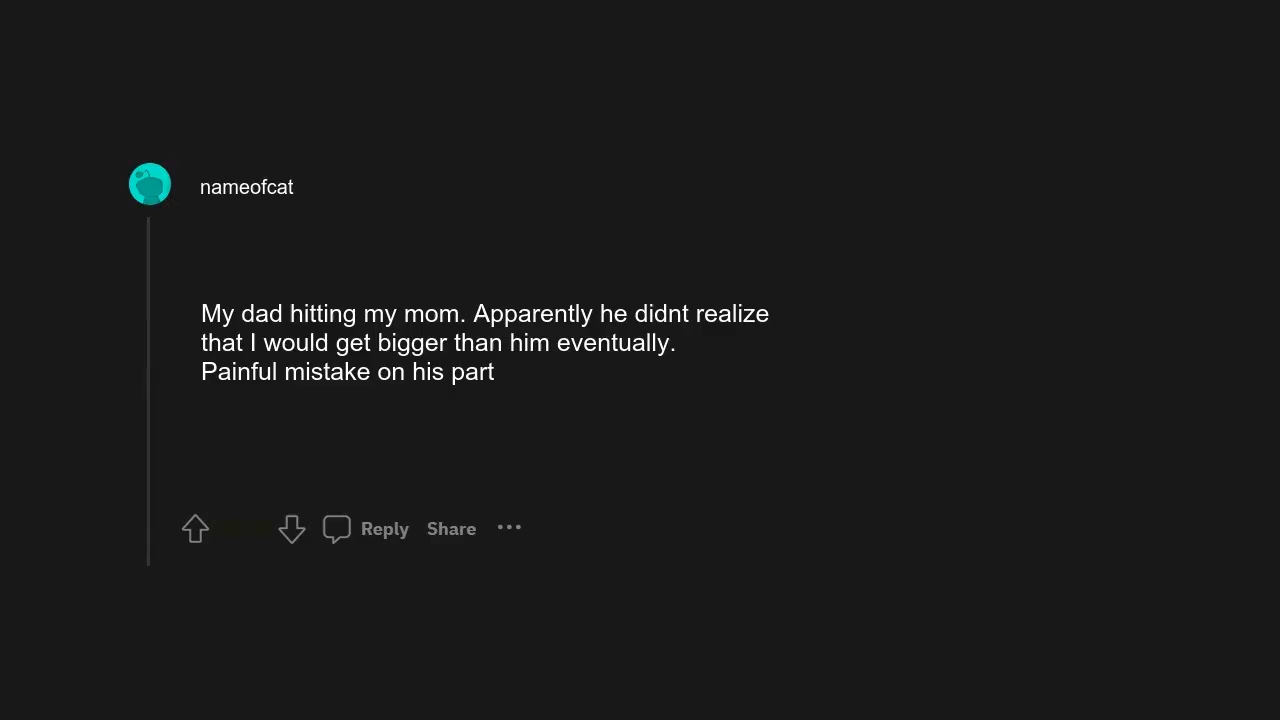 nameofcat
My dad hitting my mom. Apparently he didnt realize
that I would get bigger than him eventually.
Painful mistake on his part
Reply Share